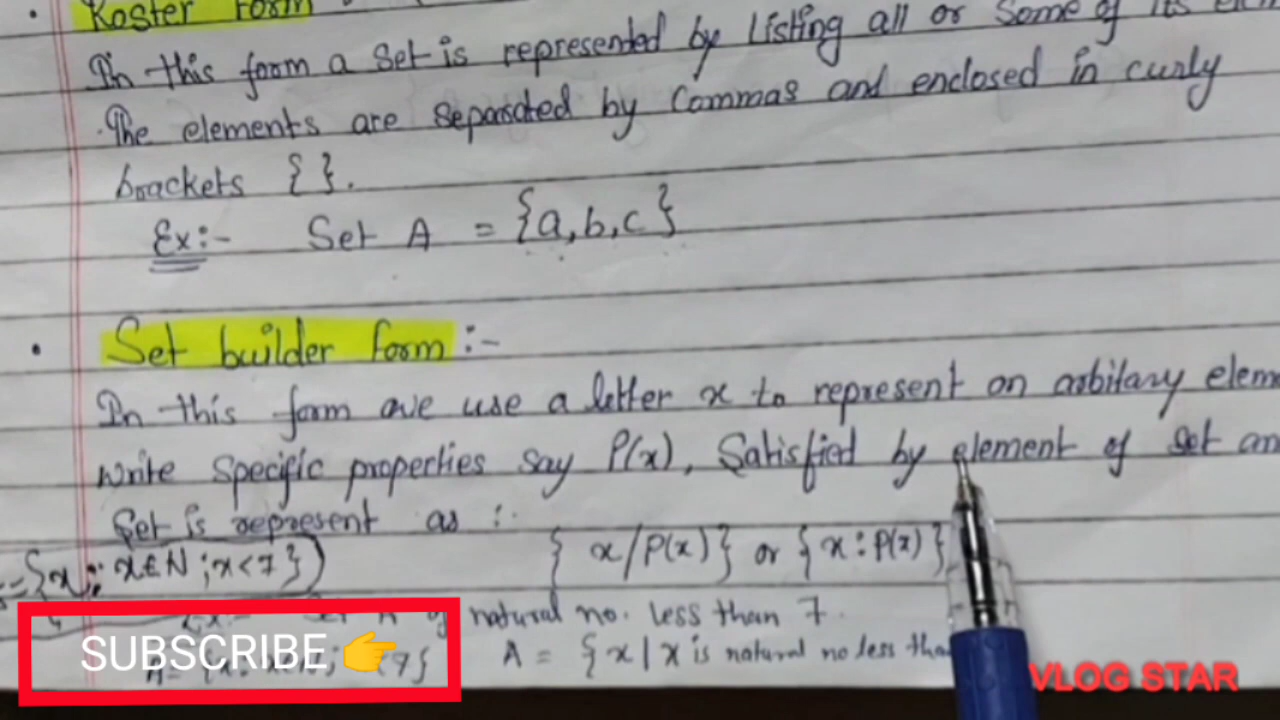 Roster Form
In this form a set is represented by listing all or some of its
The elements are separated by Commas and enclosed in curly
brackets { }.
Ex:- Set A = {a,b,c}
Set builder form :-
In this form we use a letter x to represent an arbitary elem
Write specific properties say P(x), Satisfied by element of set an
Set is represent as :
{x : x∈N ; x<7}
{ x/P(x)} or {x : P(x)}
of natural no. less than 7.
SUBSCRIBE 👉
<7}
A = {x | x is natural no less tha
VLOG STAR